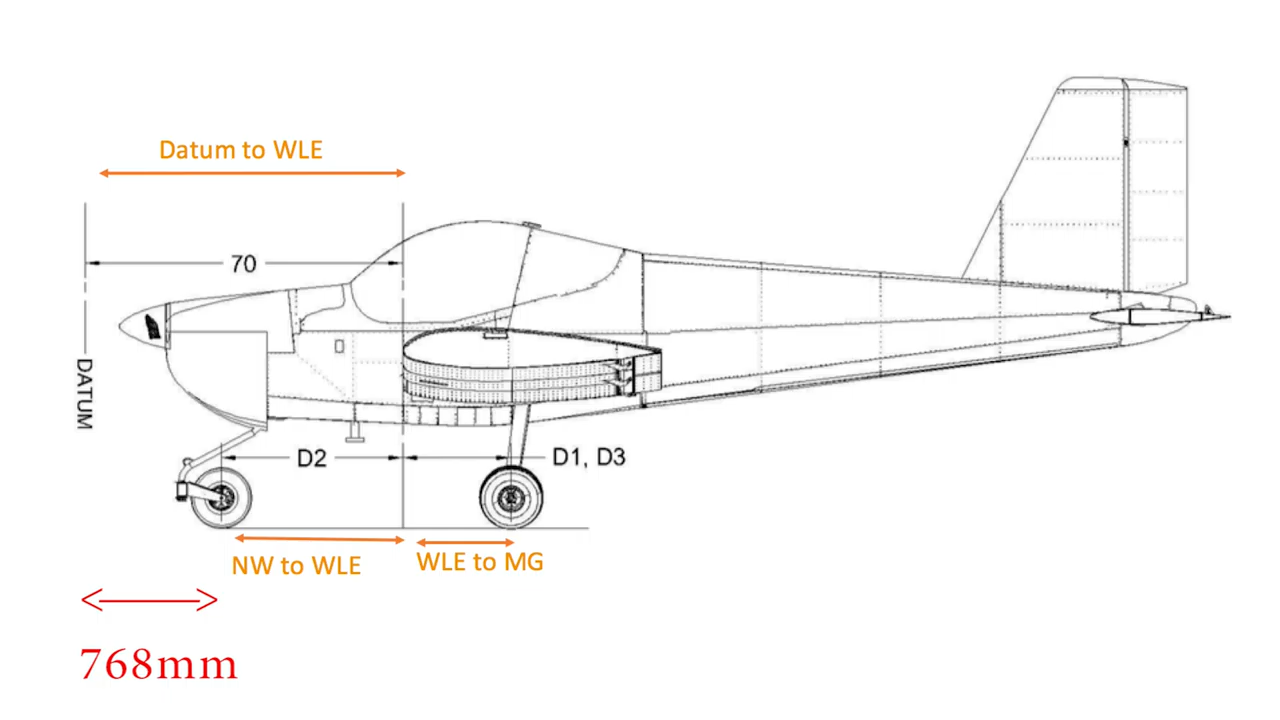 Datum to WLE
70
DATUM
D2
D1, D3
NW to WLE
WLE to MG
768mm